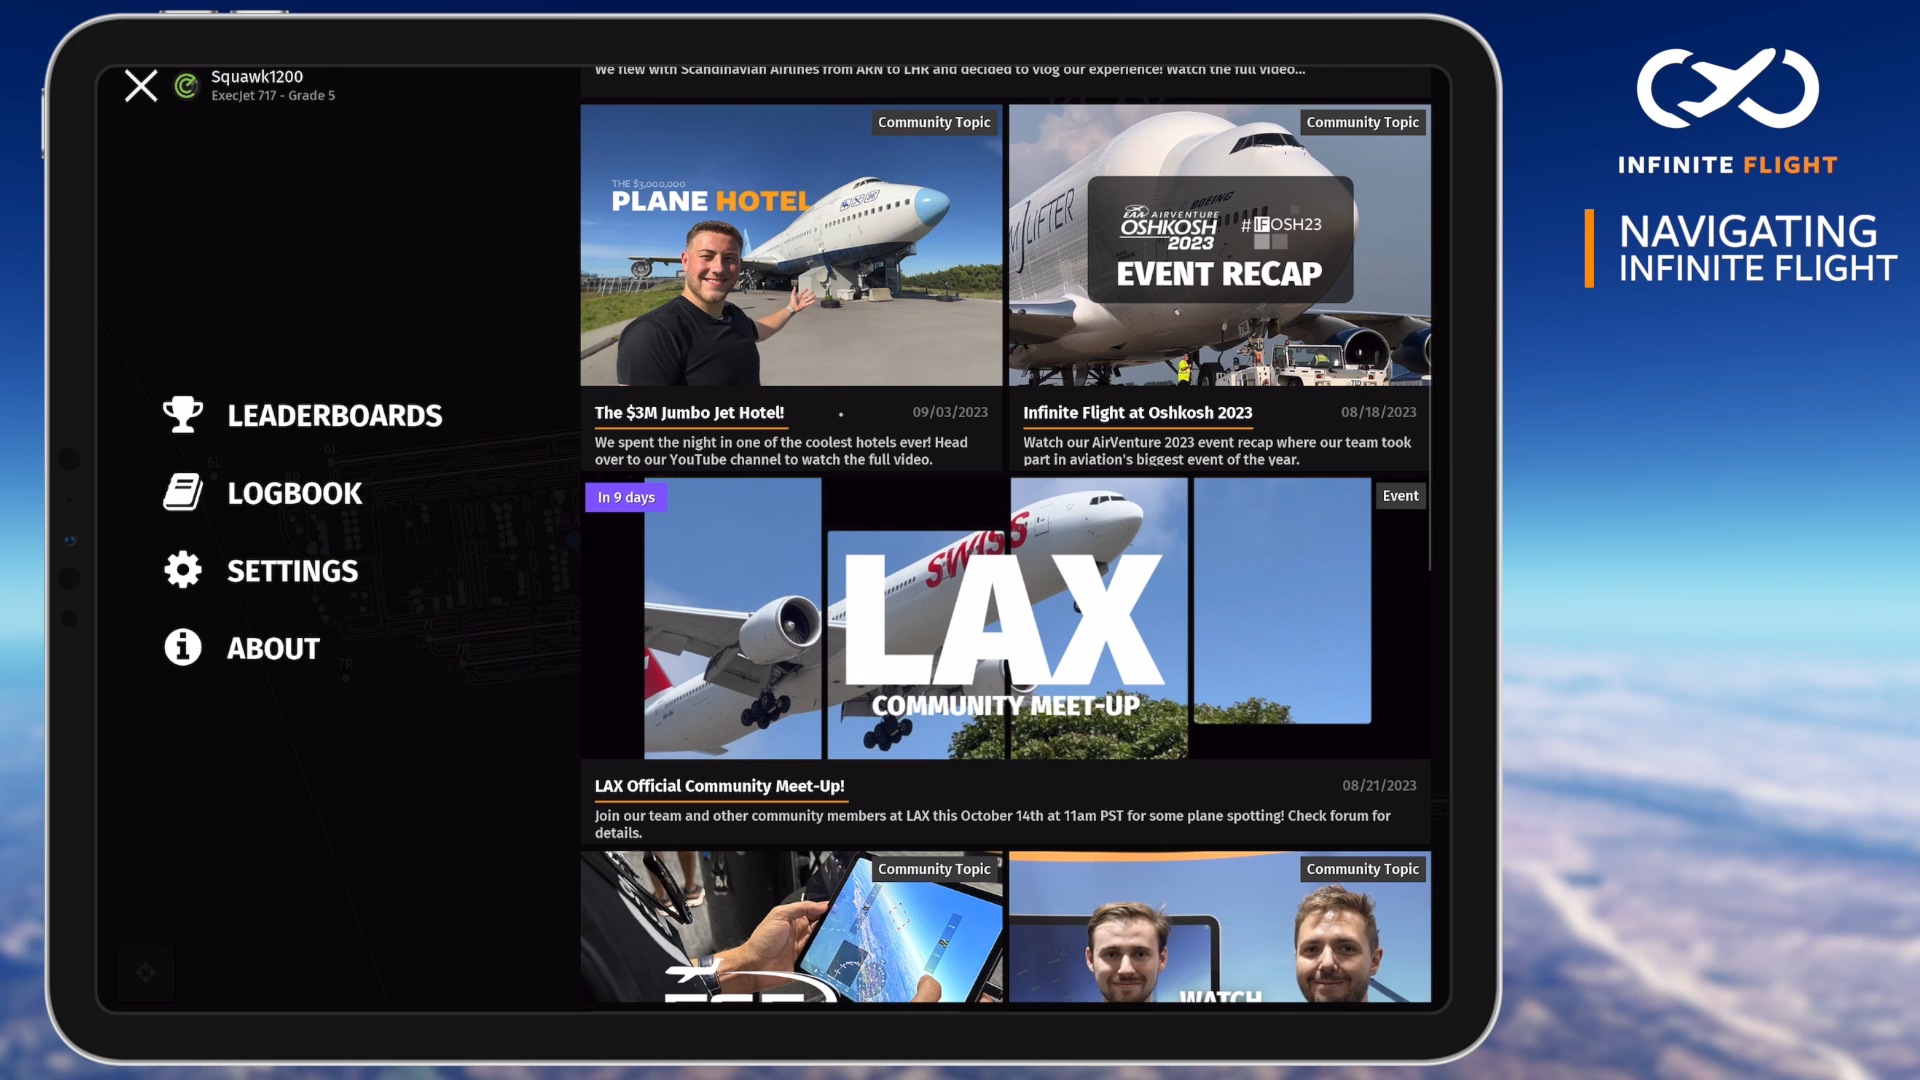 Squawk1200
ExecJet 717 - Grade 5
LEADERBOARDS
LOGBOOK
SETTINGS
ABOUT
We flew with Scandinavian Airlines from ARN to LHR and decided to vlog our experience! Watch the full video...
Community Topic
THE $3,000,000
PLANE HOTEL
The $3M Jumbo Jet Hotel!
09/03/2023
We spent the night in one of the coolest hotels ever! Head
over to our YouTube channel to watch the full video.
Community Topic
BOEING
EAA AIRVENTURE
OSHKOSH
2023
#IFOSH23
EVENT RECAP
Infinite Flight at Oshkosh 2023
08/18/2023
Watch our AirVenture 2023 event recap where our team took
part in aviation's biggest event of the year.
In 9 days
Event
SWISS
LAX
COMMUNITY MEET-UP
LAX Official Community Meet-Up!
08/21/2023
Join our team and other community members at LAX this October 14th at 11am PST for some plane spotting! Check forum for
details.
Community Topic
Community Topic
WATCH
INFINITE FLIGHT
NAVIGATING
INFINITE FLIGHT